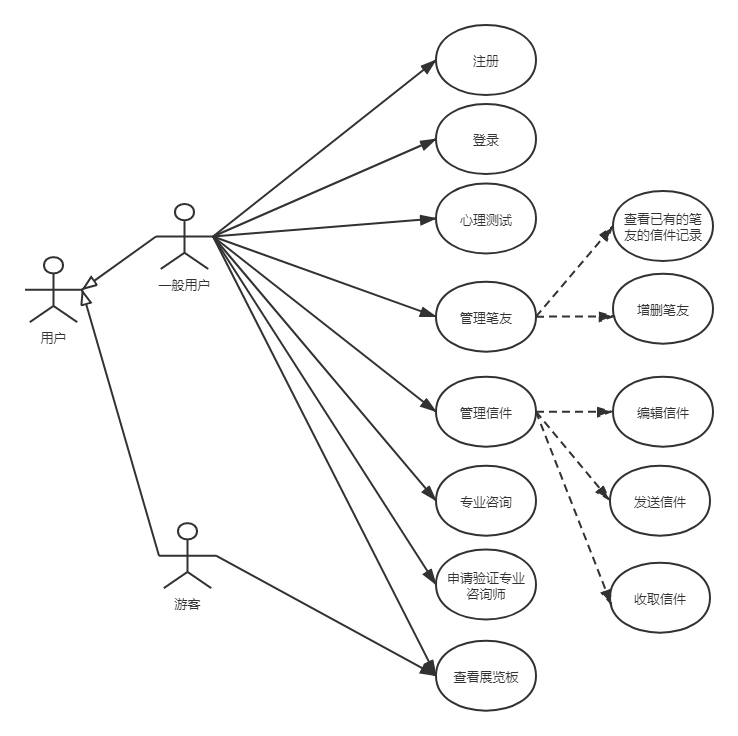 注册
登录
心理测试
查看已有的笔
友的信件记录
一般用户
管理笔友
增删笔友
用户
管理信件
编辑信件
专业咨询
发送信件
申请验证专业
咨询师
游客
收取信件
查看展览板